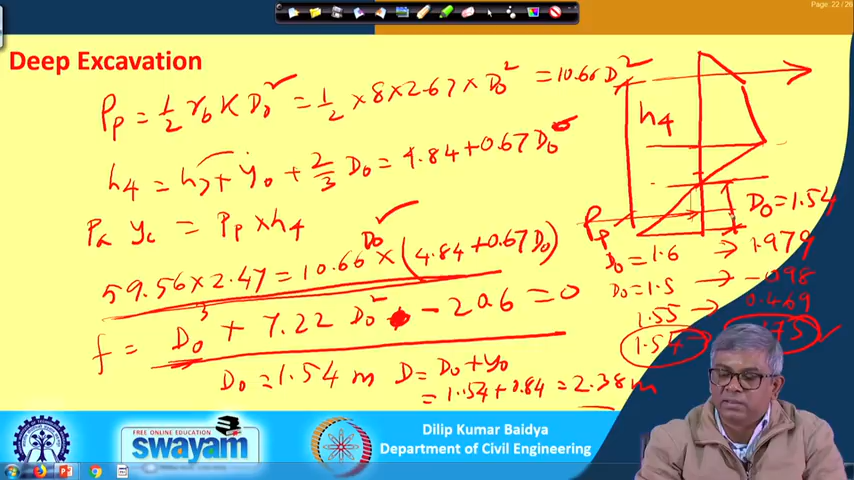 Page: 22 / 26
Deep Excavation
Pp = 1/2 γb K D0² = 1/2 × 8 × 2.67 × D0² = 10.66 D²
h4 = h3 + y0 + 2/3 D0 = 4.84 + 0.67 D0
Pa ya = Pp × h4
59.56 × 2.47 = 10.66 D0² × (4.84 + 0.67 D0)
f = D0³ + 7.22 D0² - 20.6 = 0
D0 = 1.54 m D = D0 + y0
= 1.54 + 0.84 = 2.38 m
h4
D0 = 1.54
Pp
D0 = 1.6 → 1.979
D0 = 1.5 → -.098
1.55 → 0.469
1.54 →
FREE ONLINE EDUCATION
swayam
Dilip Kumar Baidya
Department of Civil Engineering